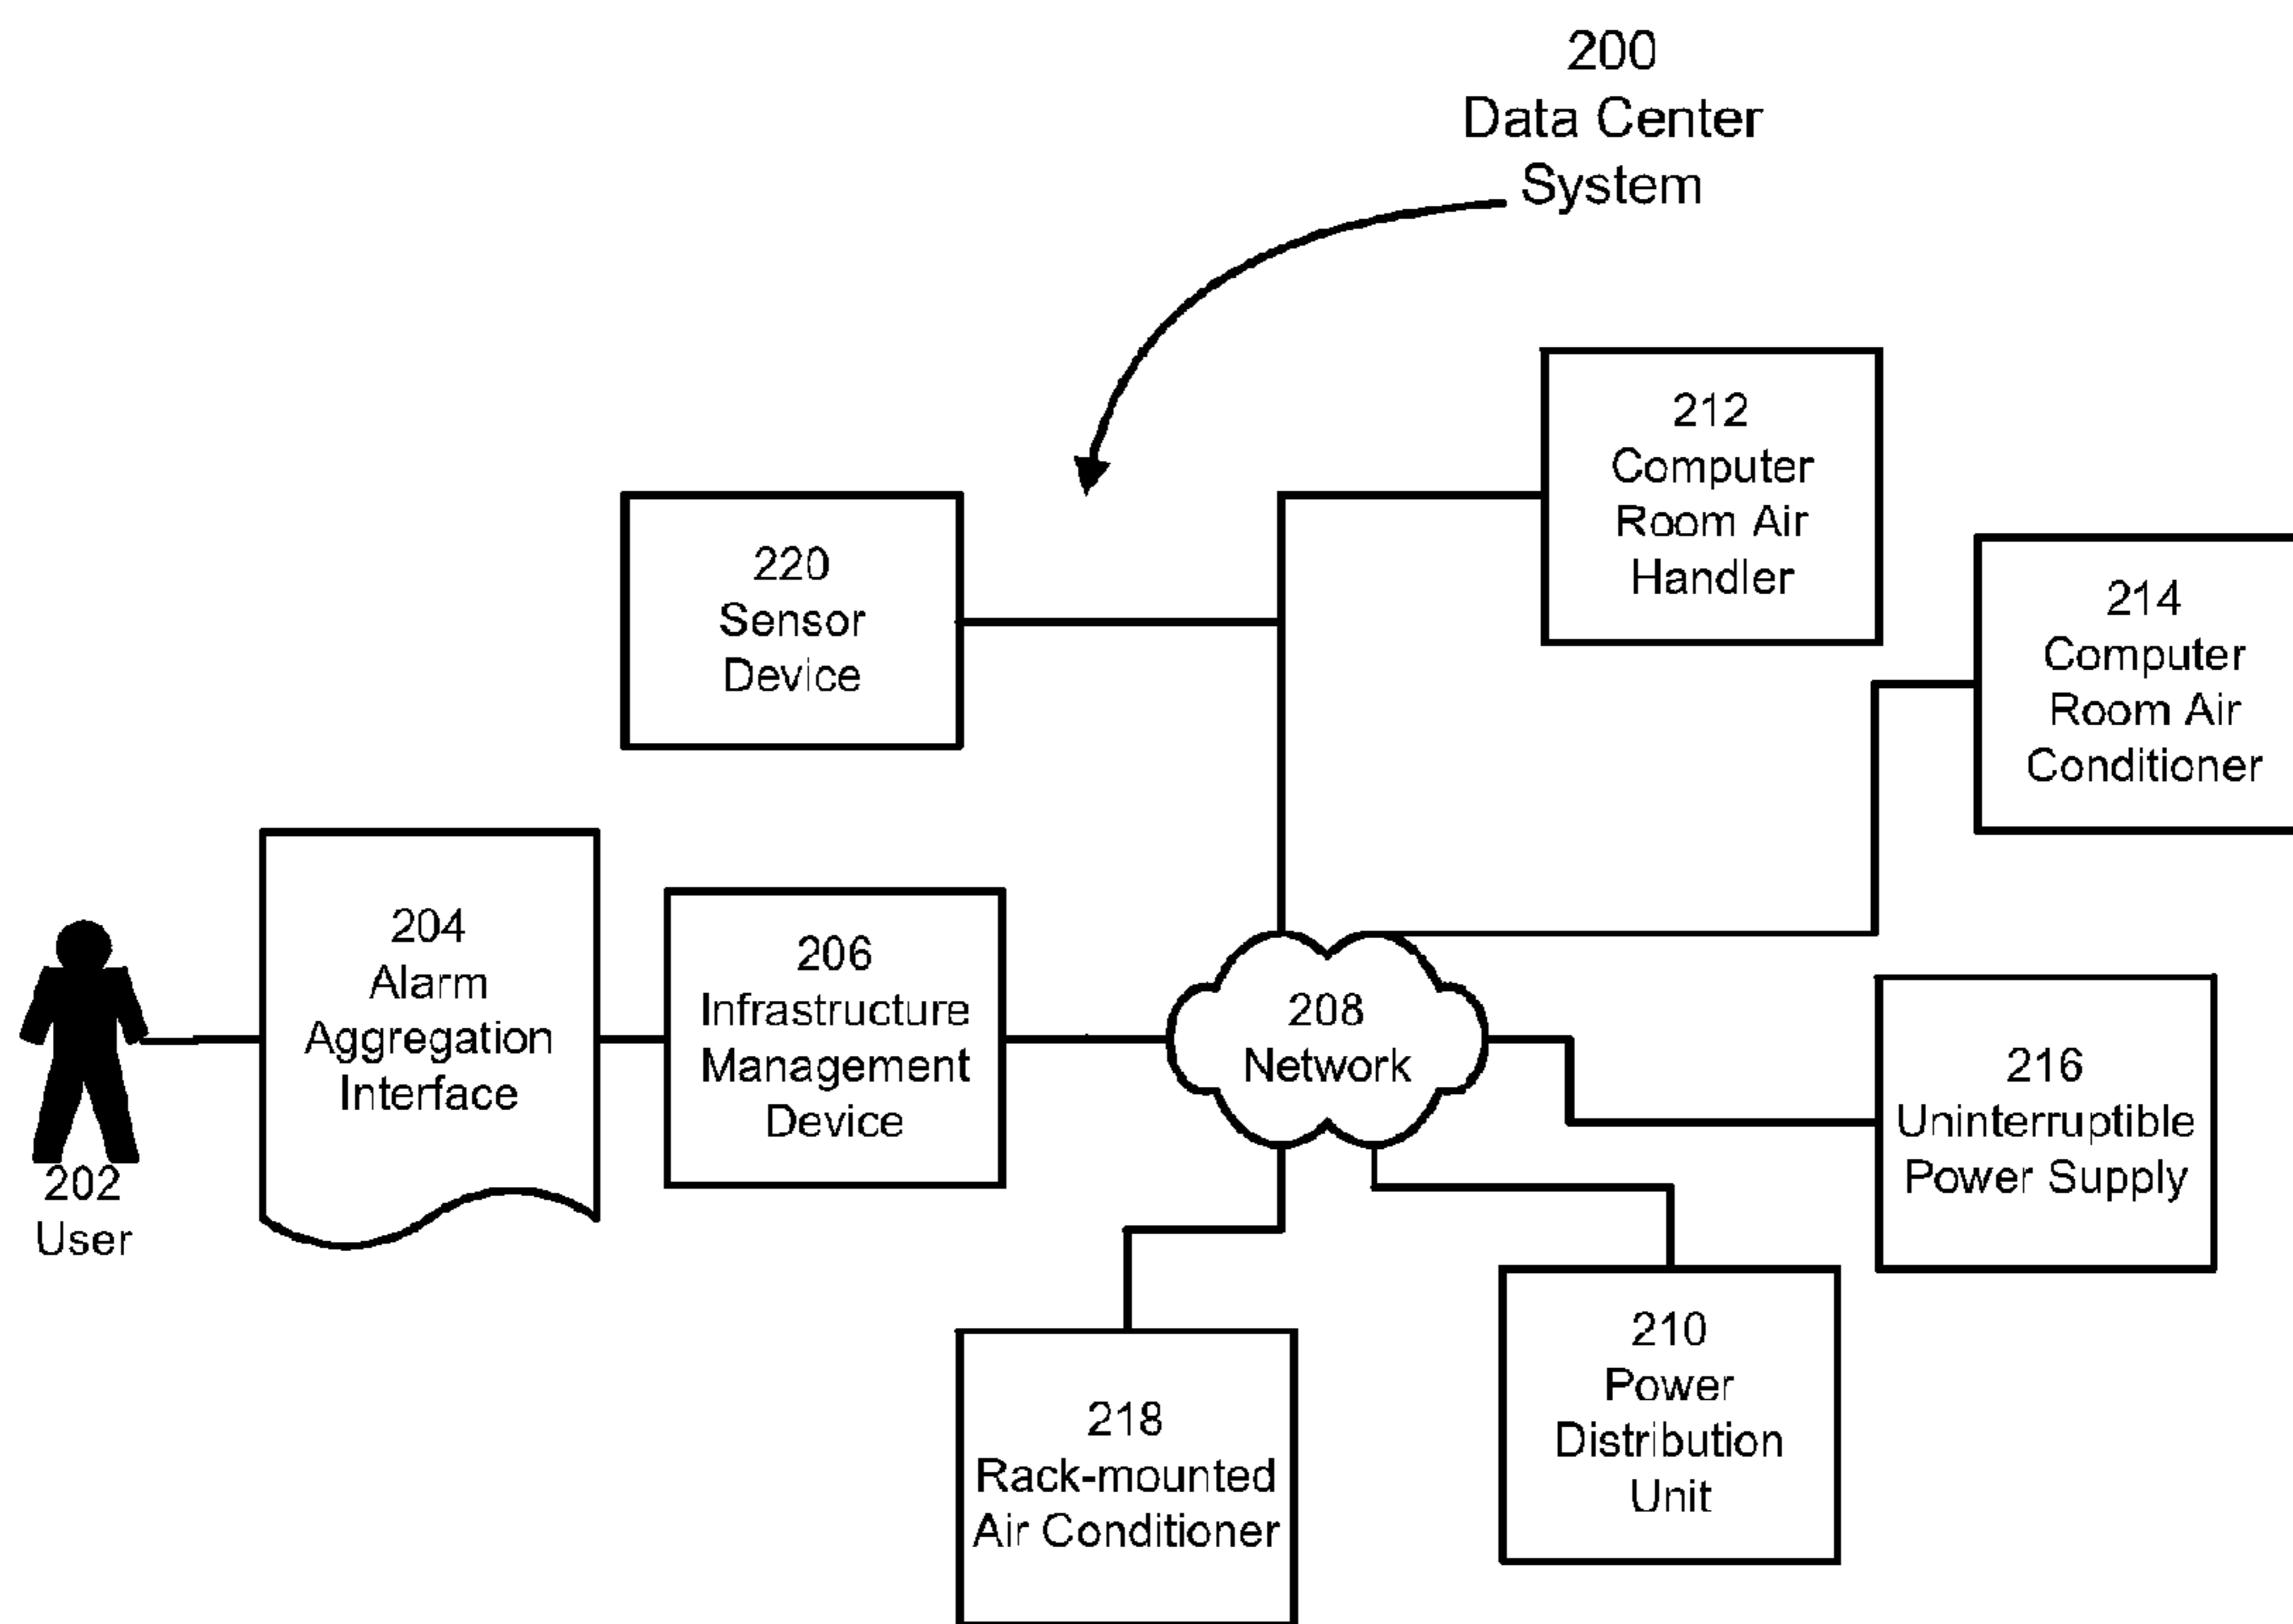 200
Data Center
System
212
Computer
Room Air
Handler
220
Sensor
Device
214
Computer
Room Air
Conditioner
204
Alarm
Aggregation
Interface
206
Infrastructure
Management
Device
208
Network
216
Uninterruptible
Power Supply
202
User
210
Power
Distribution
Unit
218
Rack-mounted
Air Conditioner